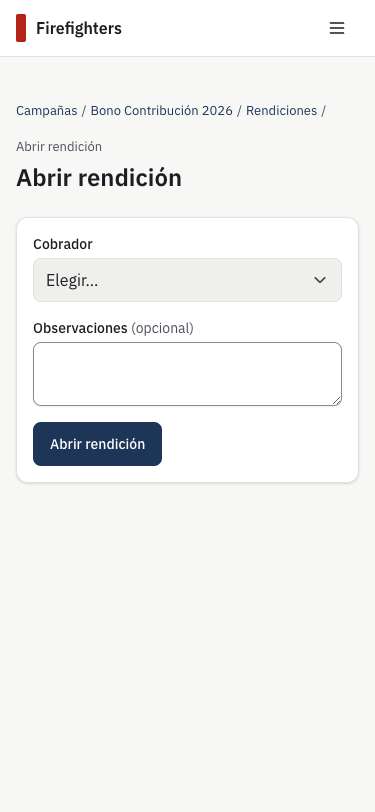 Firefighters
Campañas / Bono Contribución 2026 / Rendiciones /
Abrir rendición
Abrir rendición
Cobrador
Elegir...
Observaciones (opcional)
Abrir rendición